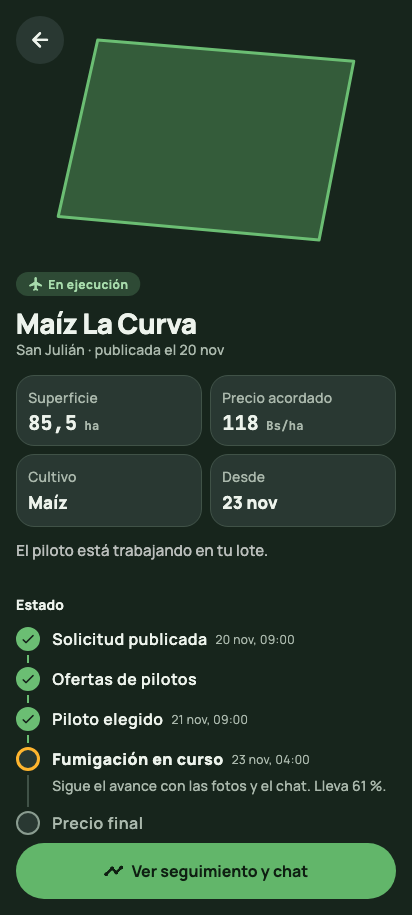 En ejecución
Maíz La Curva
San Julián · publicada el 20 nov
Superficie
85,5 ha
Precio acordado
118 Bs/ha
Cultivo
Maíz
Desde
23 nov
El piloto está trabajando en tu lote.
Estado
Solicitud publicada 20 nov, 09:00
Ofertas de pilotos
Piloto elegido 21 nov, 09:00
Fumigación en curso 23 nov, 04:00
Sigue el avance con las fotos y el chat. Lleva 61 %.
Precio final
Ver seguimiento y chat